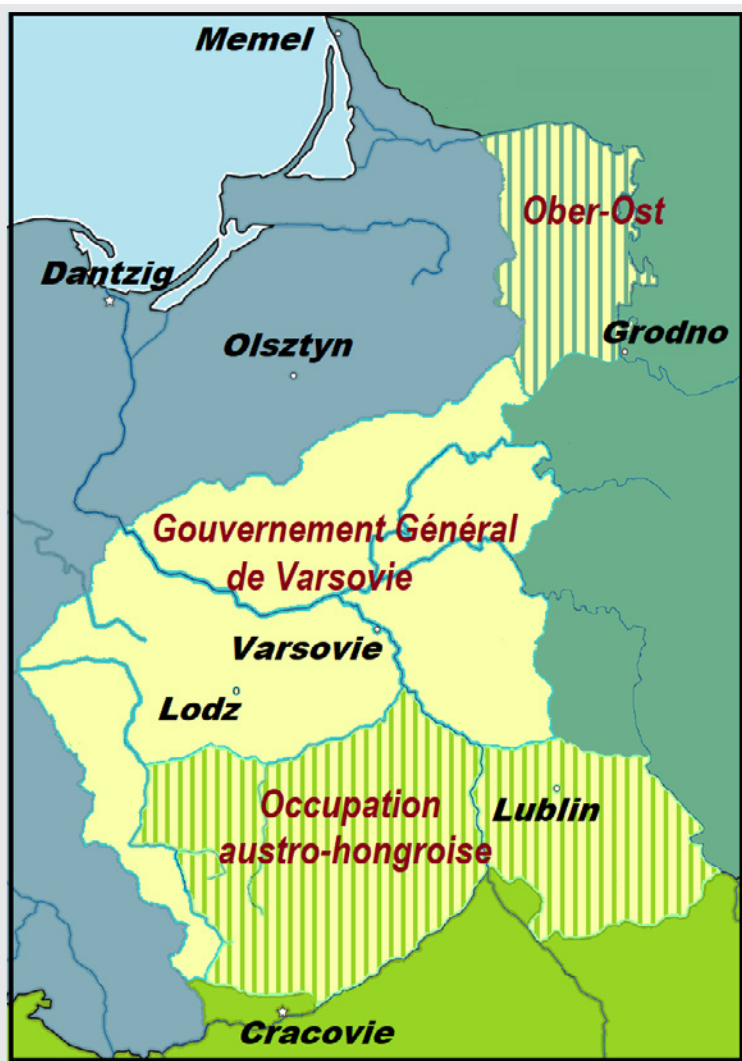 Memel
Ober-Ost
Dantzig
Grodno
Olsztyn
Gouvernement Général
de Varsovie
Varsovie
Lodz
Occupation
austro-hongroise
Lublin
Cracovie